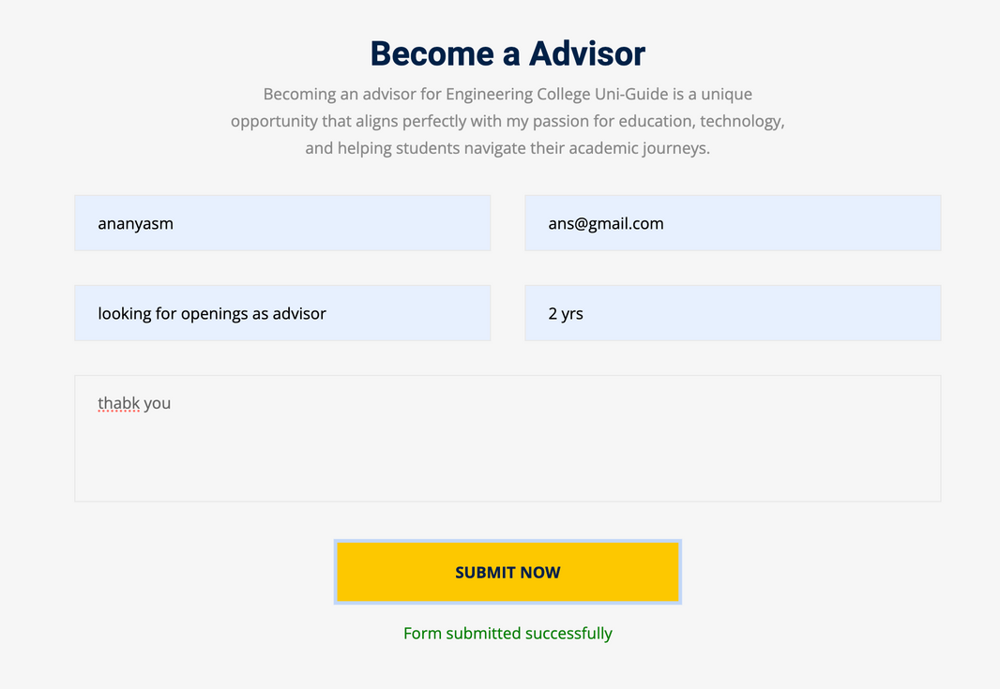 Become a Advisor
Becoming an advisor for Engineering College Uni-Guide is a unique
opportunity that aligns perfectly with my passion for education, technology,
and helping students navigate their academic journeys.
ananyasm
ans@gmail.com
looking for openings as advisor
2 yrs
thabk you
SUBMIT NOW
Form submitted successfully